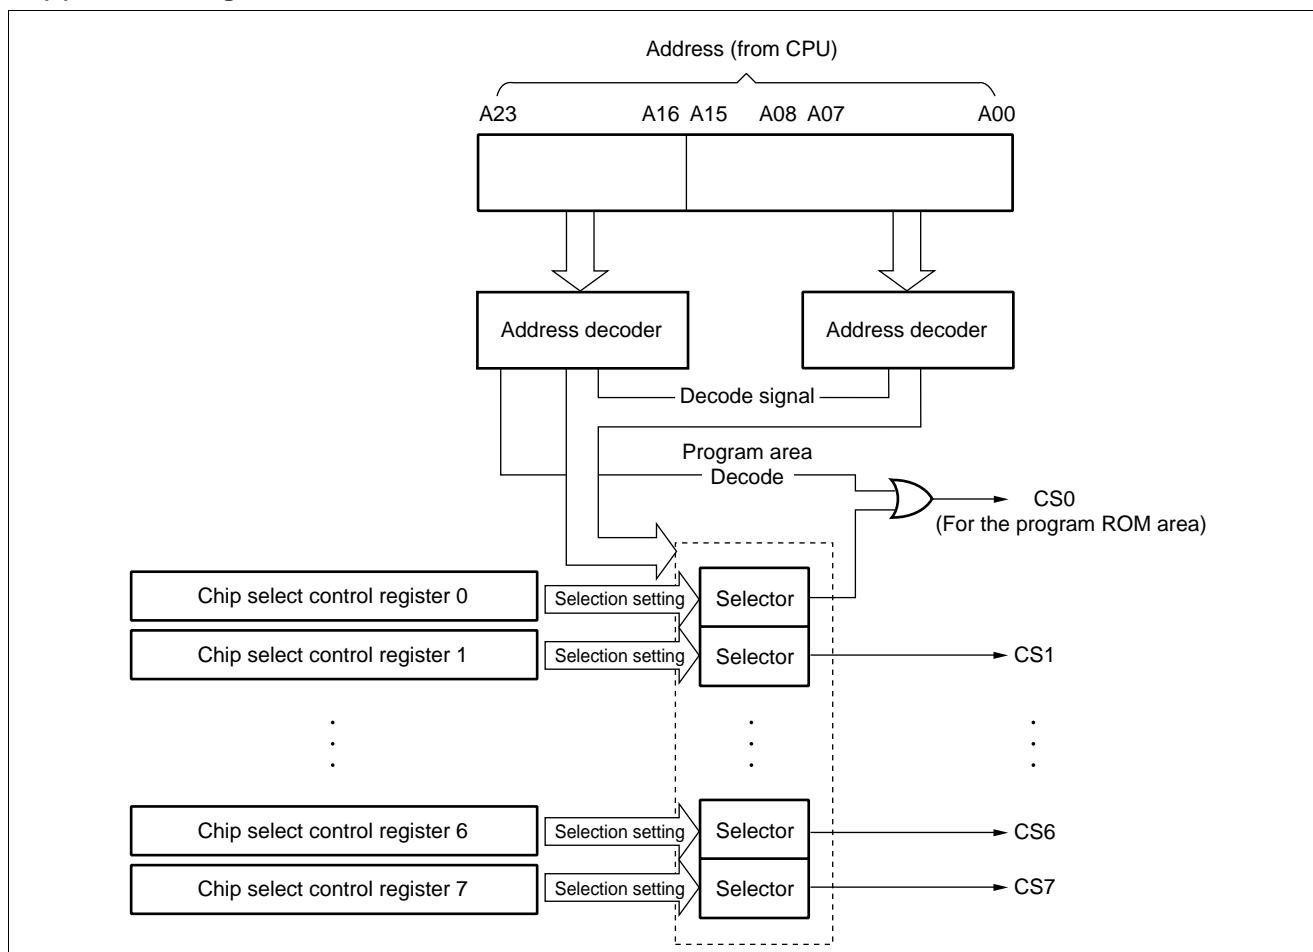 Address (from CPU)
A23 A16 A15 A08 A07 A00
Address decoder Address decoder
Decode signal
Program area
Decode
CS0
(For the program ROM area)
Chip select control register 0 Selection setting Selector
Chip select control register 1 Selection setting Selector CS1
Chip select control register 6 Selection setting Selector CS6
Chip select control register 7 Selection setting Selector CS7